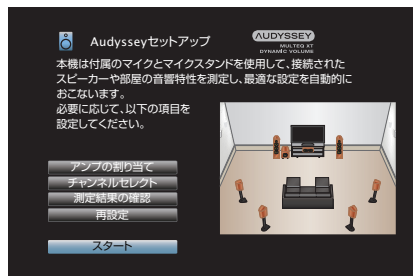 Audysseyセットアップ
AUDYSSEY
MULTEQ XT
DYNAMIC VOLUME
本機は付属のマイクとマイクスタンドを使用して、接続された
スピーカーや部屋の音響特性を測定し、最適な設定を自動的に
おこないます。
必要に応じて、以下の項目を
設定してください。
アンプの割り当て
チャンネルセレクト
測定結果の確認
再設定
スタート